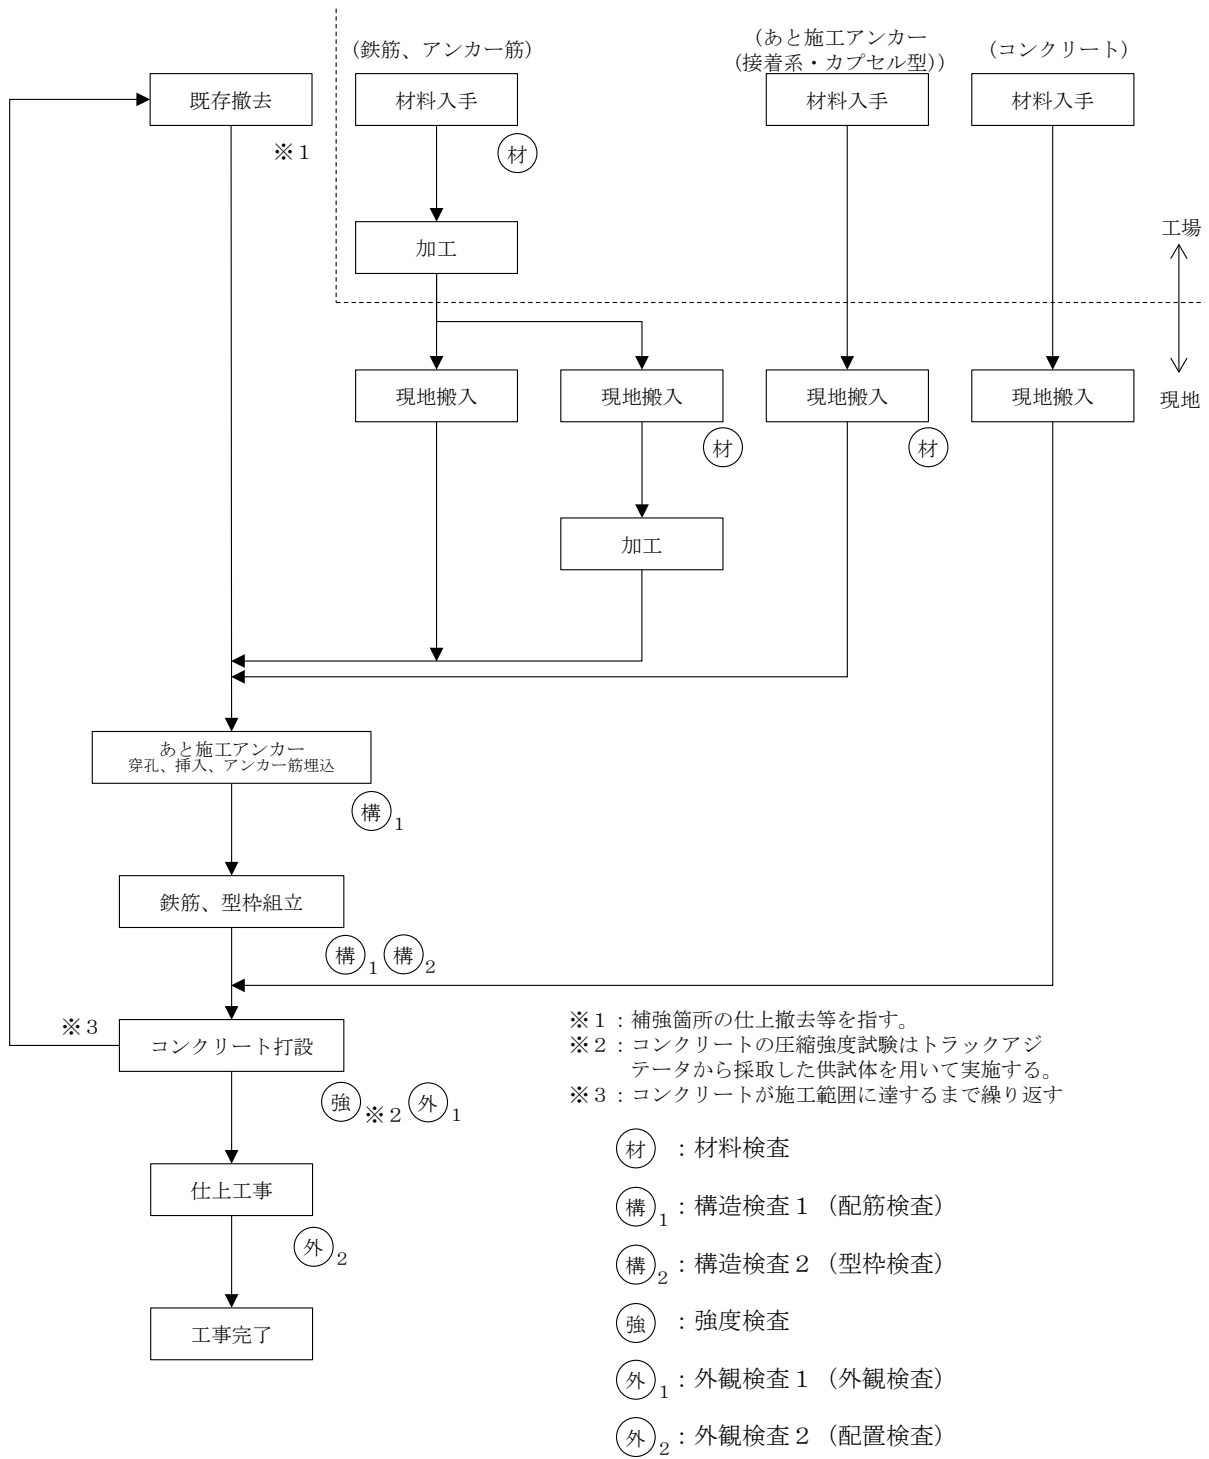 （鉄筋、アンカー筋）
（あと施工アンカー
（接着系・カプセル型））
（コンクリート）
既存撤去
材料入手
材料入手
材料入手
※１
材
加工
工場
現地搬入
現地搬入
現地搬入
現地搬入
現地
材
材
加工
あと施工アンカー
穿孔、挿入、アンカー筋埋込
構1
鉄筋、型枠組立
構1 構2
※３
コンクリート打設
強 ※２ 外1
※１：補強箇所の仕上撤去等を指す。
※２：コンクリートの圧縮強度試験はトラックアジ
テータから採取した供試体を用いて実施する。
※３：コンクリートが施工範囲に達するまで繰り返す
仕上工事
外2
工事完了
材 ：材料検査
構1：構造検査１（配筋検査）
構2：構造検査２（型枠検査）
強 ：強度検査
外1：外観検査１（外観検査）
外2：外観検査２（配置検査）